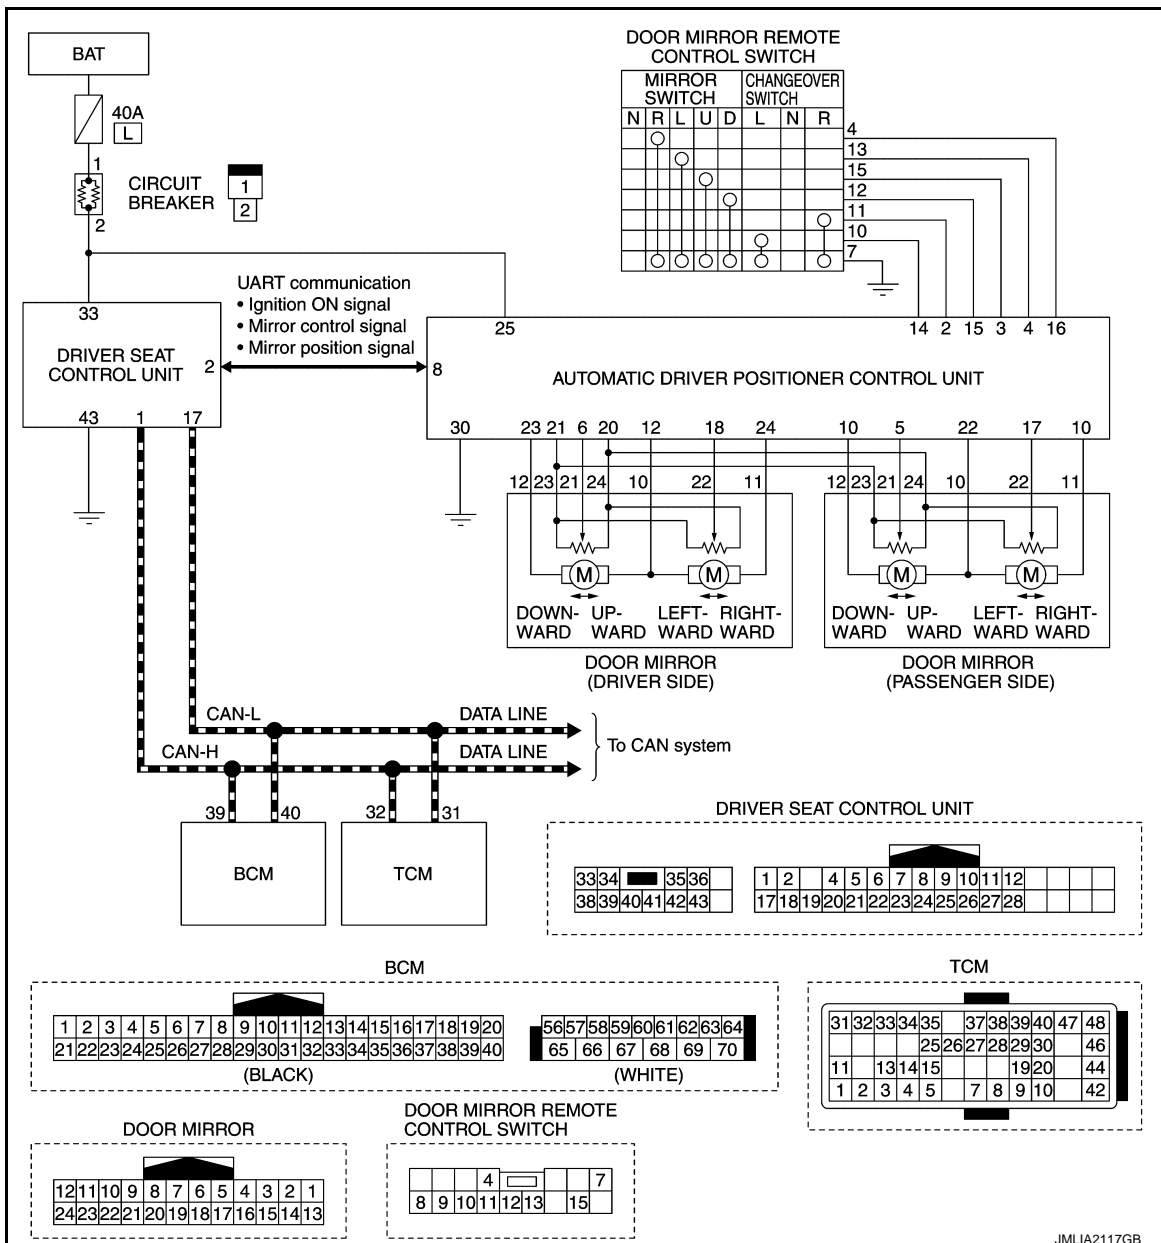 BAT
40A
L
1
CIRCUIT
BREAKER
2
1
2
DOOR MIRROR REMOTE
CONTROL SWITCH
MIRROR
SWITCH
CHANGEOVER
SWITCH
N R L U D L N R
4
13
15
12
11
10
7
UART communication
• Ignition ON signal
• Mirror control signal
• Mirror position signal
33
DRIVER SEAT
CONTROL UNIT
2
43 1 17
25 14 2 15 3 4 16
8
AUTOMATIC DRIVER POSITIONER CONTROL UNIT
30 23 21 6 20 12 18 24 10 5 22 17 10
12 23 21 24 10 22 11
12 23 21 24 10 22 11
M M M M
DOWN-
WARD
UP-
WARD
LEFT-
WARD
RIGHT-
WARD
DOWN-
WARD
UP-
WARD
LEFT-
WARD
RIGHT-
WARD
DOOR MIRROR
(DRIVER SIDE)
DOOR MIRROR
(PASSENGER SIDE)
CAN-L
DATA LINE
CAN-H
DATA LINE
To CAN system
39 40 32 31
BCM
TCM
DRIVER SEAT CONTROL UNIT
33 34 35 36
38 39 40 41 42 43
1 2 4 5 6 7 8 9 10 11 12
17 18 19 20 21 22 23 24 25 26 27 28
BCM
1 2 3 4 5 6 7 8 9 10 11 12 13 14 15 16 17 18 19 20
21 22 23 24 25 26 27 28 29 30 31 32 33 34 35 36 37 38 39 40
(BLACK)
56 57 58 59 60 61 62 63 64
65 66 67 68 69 70
(WHITE)
TCM
31 32 33 34 35 37 38 39 40 47 48
25 26 27 28 29 30 46
11 13 14 15 19 20 44
1 2 3 4 5 7 8 9 10 42
DOOR MIRROR
12 11 10 9 8 7 6 5 4 3 2 1
24 23 22 21 20 19 18 17 16 15 14 13
DOOR MIRROR REMOTE
CONTROL SWITCH
4 7
8 9 10 11 12 13 15
JMLIA2117GB